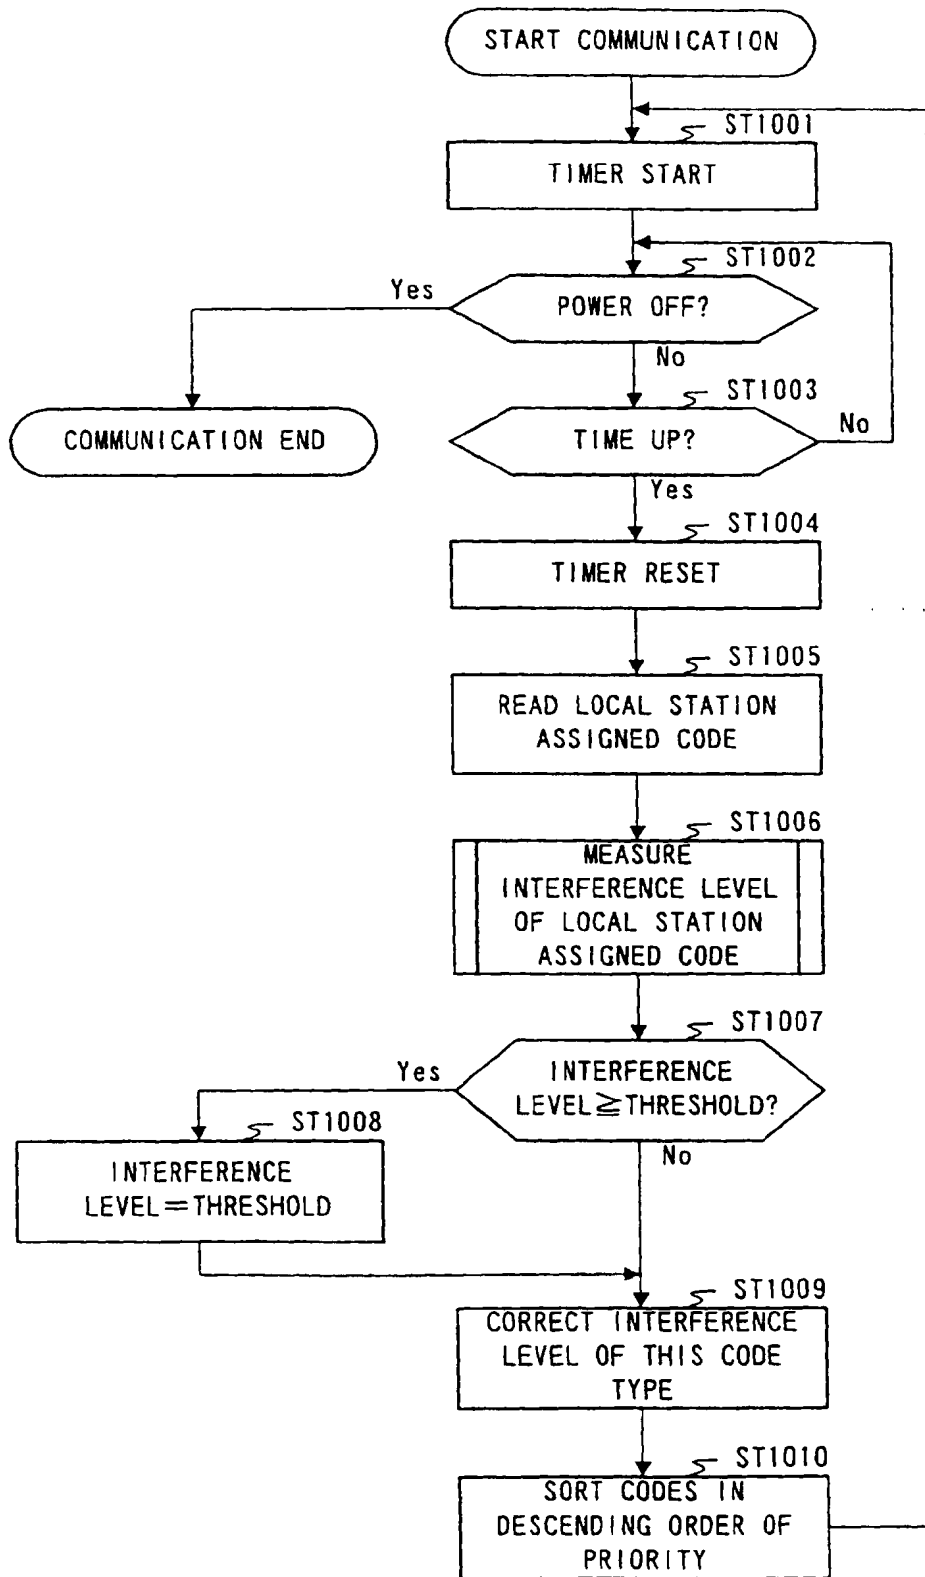 START COMMUNICATION
ST1001
TIMER START
ST1002
Yes
POWER OFF?
No
ST1003
COMMUNICATION END
TIME UP?
No
Yes
ST1004
TIMER RESET
ST1005
READ LOCAL STATION
ASSIGNED CODE
ST1006
MEASURE
INTERFERENCE LEVEL
OF LOCAL STATION
ASSIGNED CODE
ST1007
Yes
INTERFERENCE
LEVEL≧THRESHOLD?
ST1008
No
INTERFERENCE
LEVEL=THRESHOLD
ST1009
CORRECT INTERFERENCE
LEVEL OF THIS CODE
TYPE
ST1010
SORT CODES IN
DESCENDING ORDER OF
PRIORITY